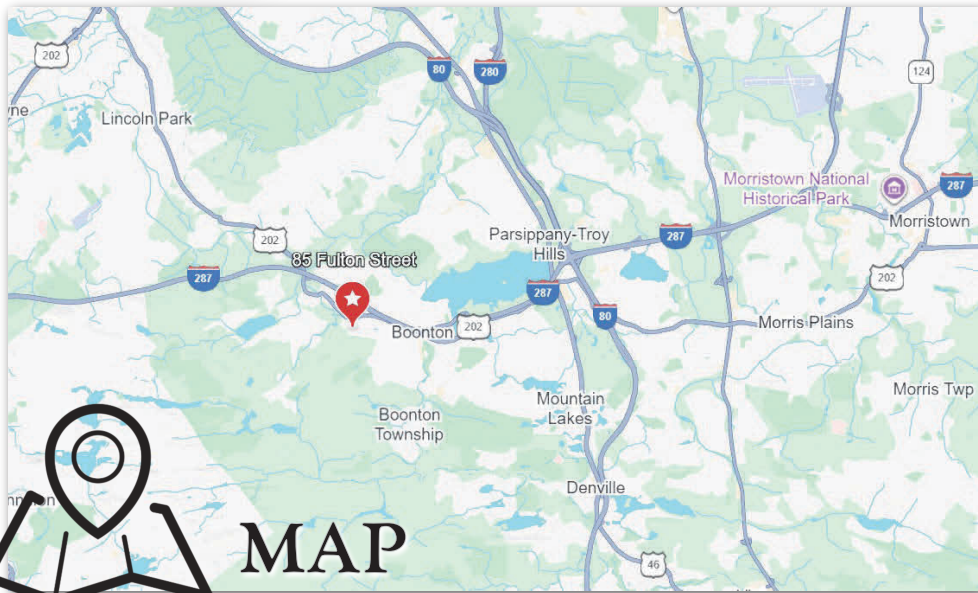 202
80
280
124
Lincoln Park
Morristown National
Historical Park
287
Morristown
202
Parsippany-Troy
Hills
287
85 Fulton Street
287
287
202
Boonton
202
80
Morris Plains
Morris Twp
Mountain
Lakes
Boonton
Township
Denville
46
MAP